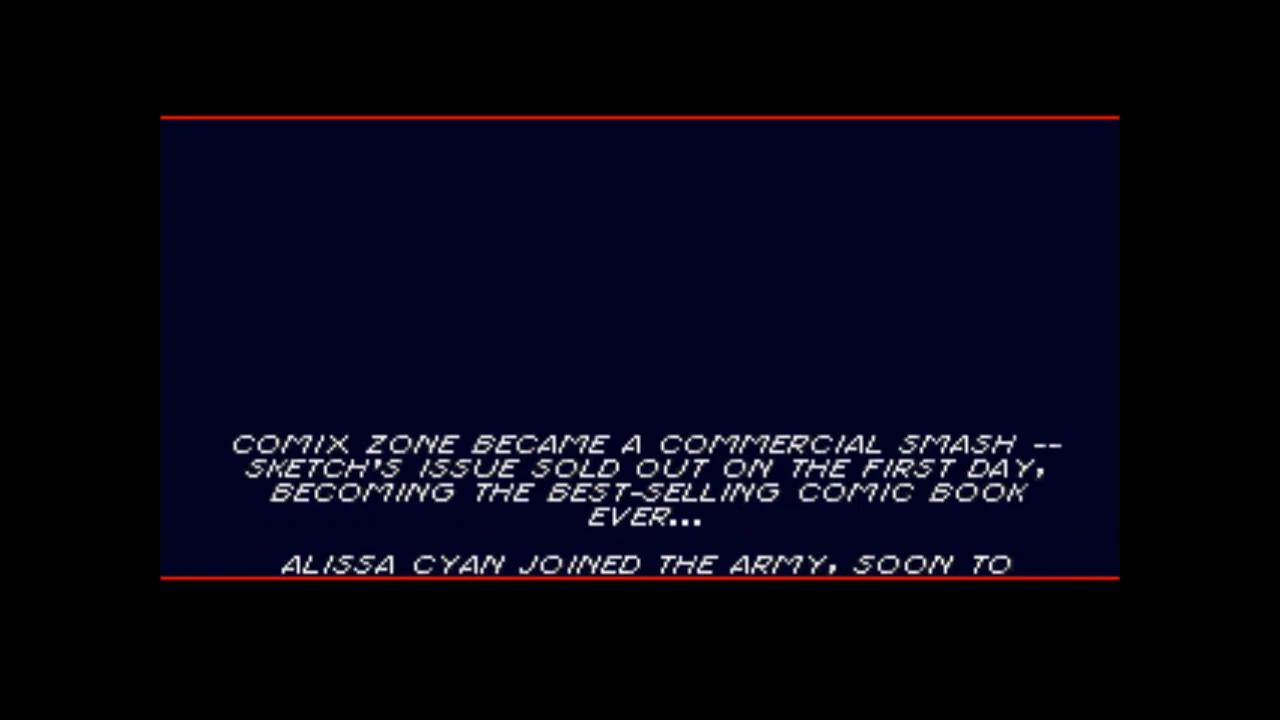 COMIX ZONE BECAME A COMMERCIAL SMASH --
SKETCH'S ISSUE SOLD OUT ON THE FIRST DAY,
BECOMING THE BEST-SELLING COMIC BOOK
EVER...
ALISSA CYAN JOINED THE ARMY, SOON TO